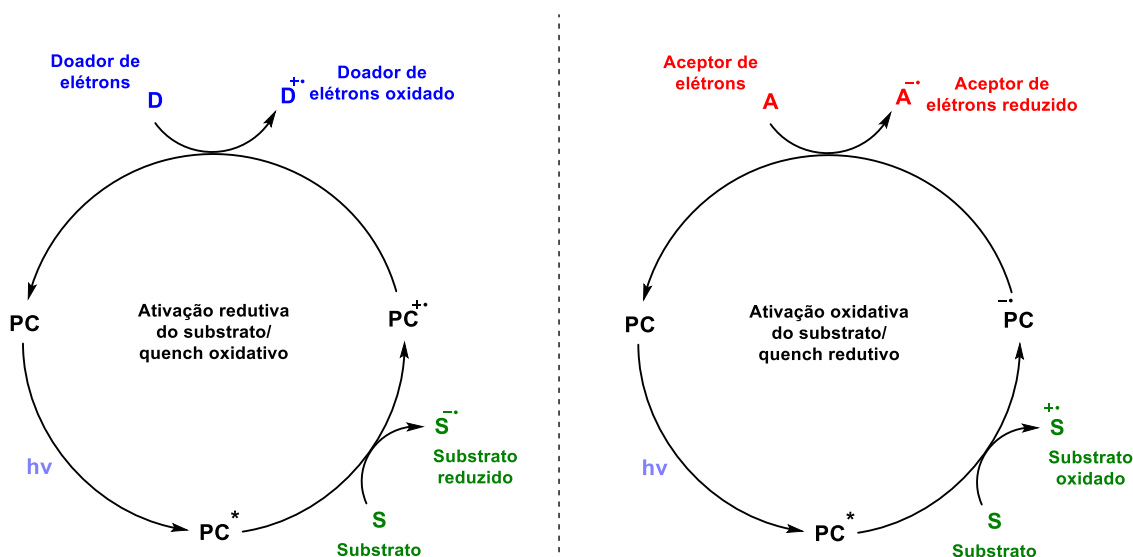 Doador de
elétrons
D
D+•
Doador de
elétrons oxidado
PC
Ativação redutiva
do substrato/
quench oxidativo
PC+•
hν
S−•
Substrato
reduzido
PC*
S
Substrato
Aceptor de
elétrons
A
A−•
Aceptor de
elétrons reduzido
PC
Ativação oxidativa
do substrato/
quench redutivo
−•
PC
hν
+•
S
Substrato
oxidado
PC*
S
Substrato